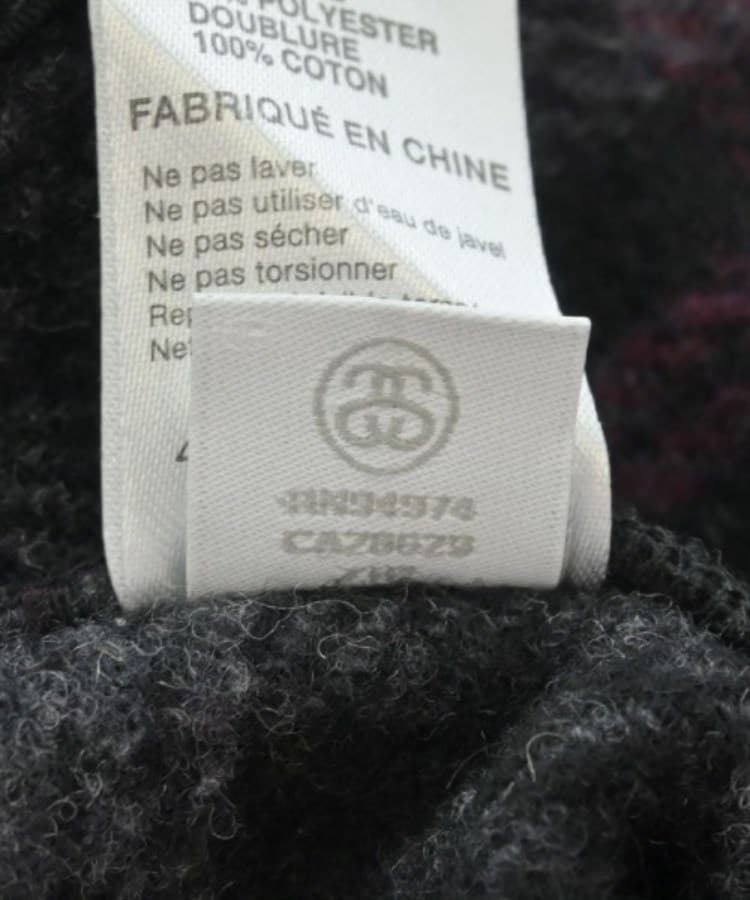 POLYESTER
DOUBLURE
100% COTON
FABRIQUÉ EN CHINE
Ne pas laver
Ne pas utiliser d'eau de javel
Ne pas sécher
Ne pas torsionner
RN94974
CA28629